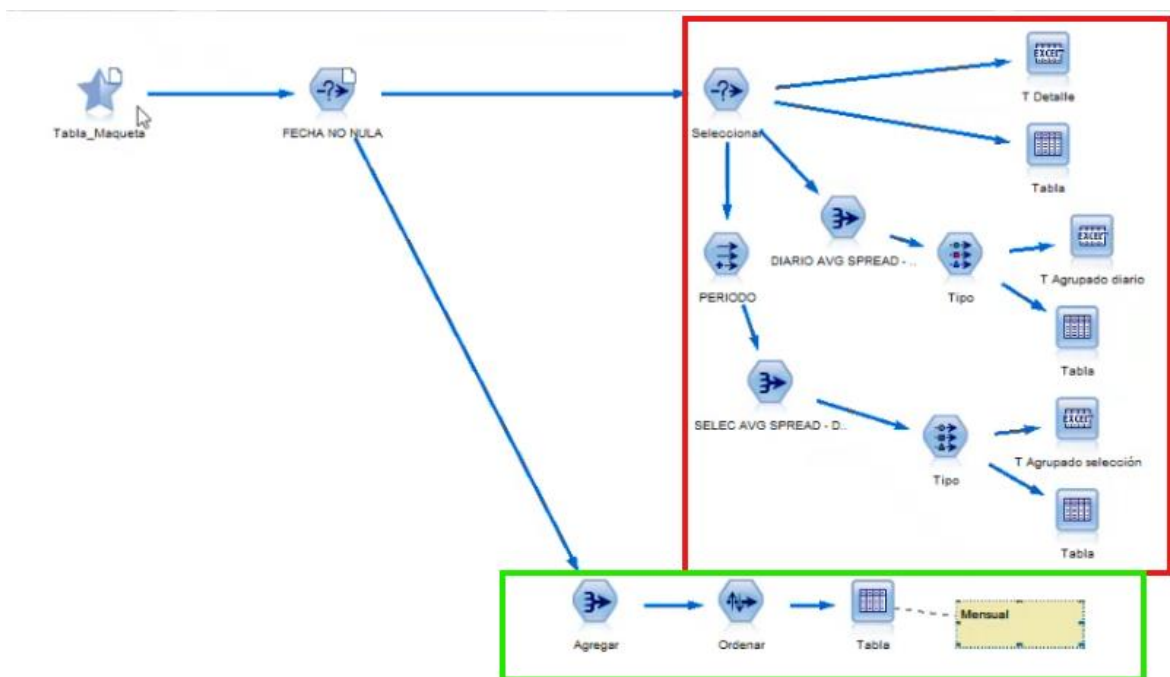 EXCEL
T Detalle
Tabla_Maqueta
FECHA NO NULA
Seleccionar
Tabla
DIARIO AVG SPREAD - ..
EXCEL
T Agrupado diario
PERIODO
Tipo
Tabla
SELEC AVG SPREAD - D..
EXCEL
T Agrupado selección
Tipo
Tabla
Mensual
Agregar
Ordenar
Tabla